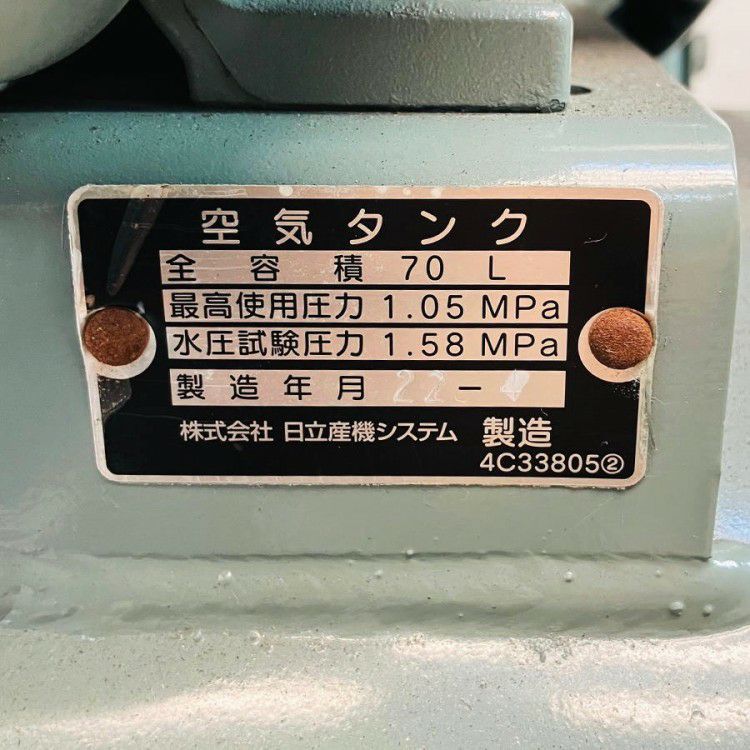 空気タンク
全容積 70 L
最高使用圧力 1.05 MPa
水圧試験圧力 1.58 MPa
製造年月 22-4
株式会社 日立産機システム 製造
4C33805②